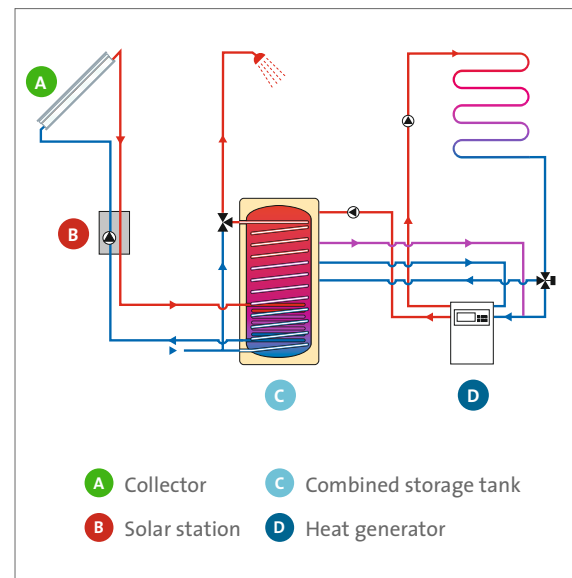 A
B
C
D
A Collector C Combined storage tank
B Solar station D Heat generator